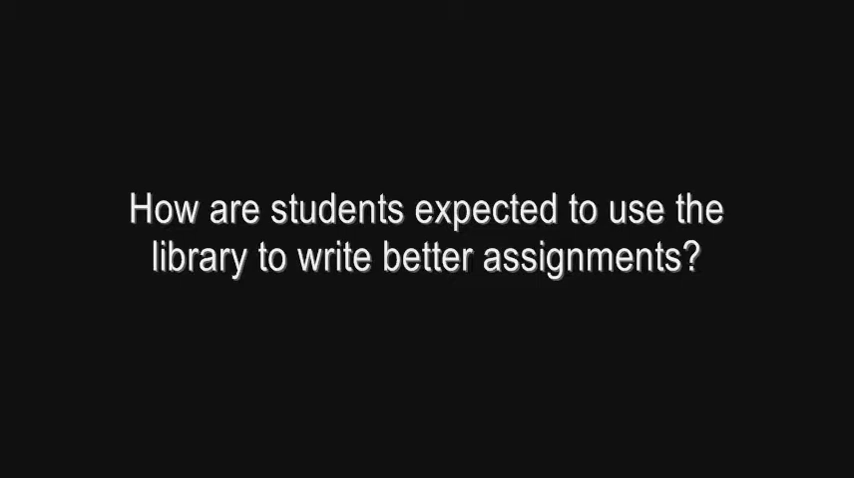 How are students expected to use the
library to write better assignments?